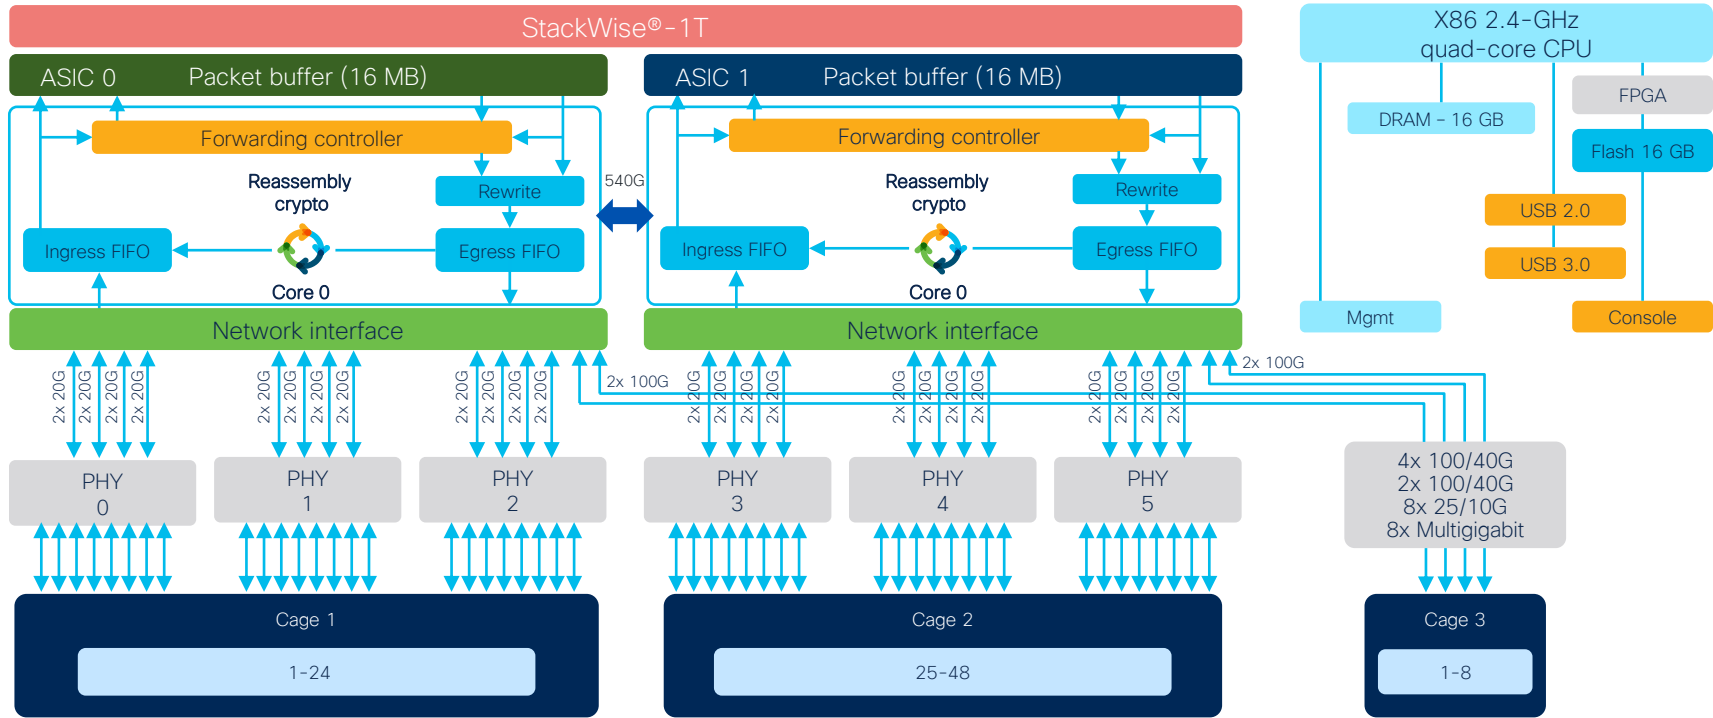 StackWise®-1T
ASIC 0
Packet buffer (16 MB)
Forwarding controller
Reassembly
crypto
Rewrite
Ingress FIFO
Egress FIFO
Core 0
Network interface
540G
ASIC 1
Packet buffer (16 MB)
Forwarding controller
Reassembly
crypto
Rewrite
Ingress FIFO
Egress FIFO
Core 0
Network interface
X86 2.4-GHz
quad-core CPU
FPGA
DRAM - 16 GB
Flash 16 GB
USB 2.0
USB 3.0
Mgmt
Console
2x 20G
2x 20G
2x 20G
2x 20G
2x 20G
2x 20G
2x 20G
2x 20G
2x 20G
2x 20G
2x 20G
2x 20G
2x 100G
2x 20G
2x 20G
2x 20G
2x 20G
2x 20G
2x 20G
2x 20G
2x 20G
2x 20G
2x 20G
2x 20G
2x 20G
2x 100G
PHY
0
PHY
1
PHY
2
PHY
3
PHY
4
PHY
5
4x 100/40G
2x 100/40G
8x 25/10G
8x Multigigabit
Cage 1
1-24
Cage 2
25-48
Cage 3
1-8